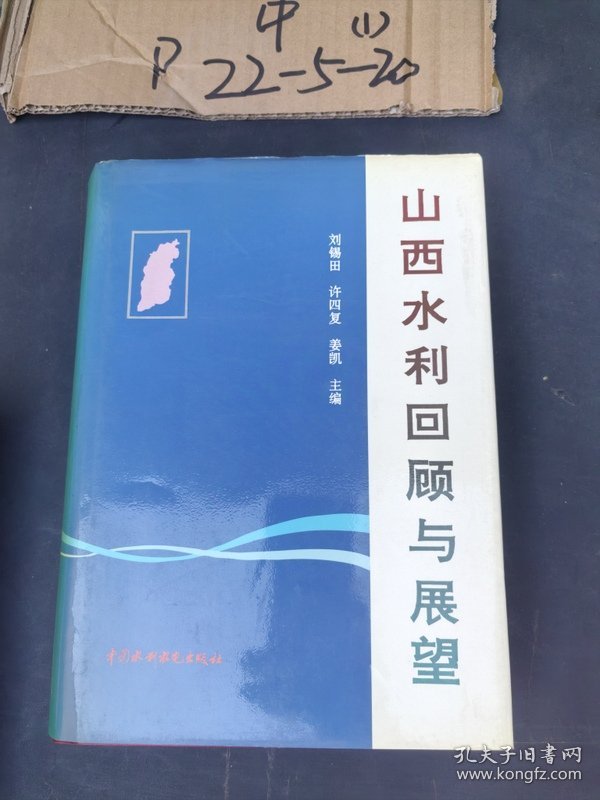 中 (1)
P 22-5-20
山西水利回顾与展望
刘锡田 许四复 姜凯 主编
中国水利水电出版社
孔夫子旧书网
www.kongfz.com